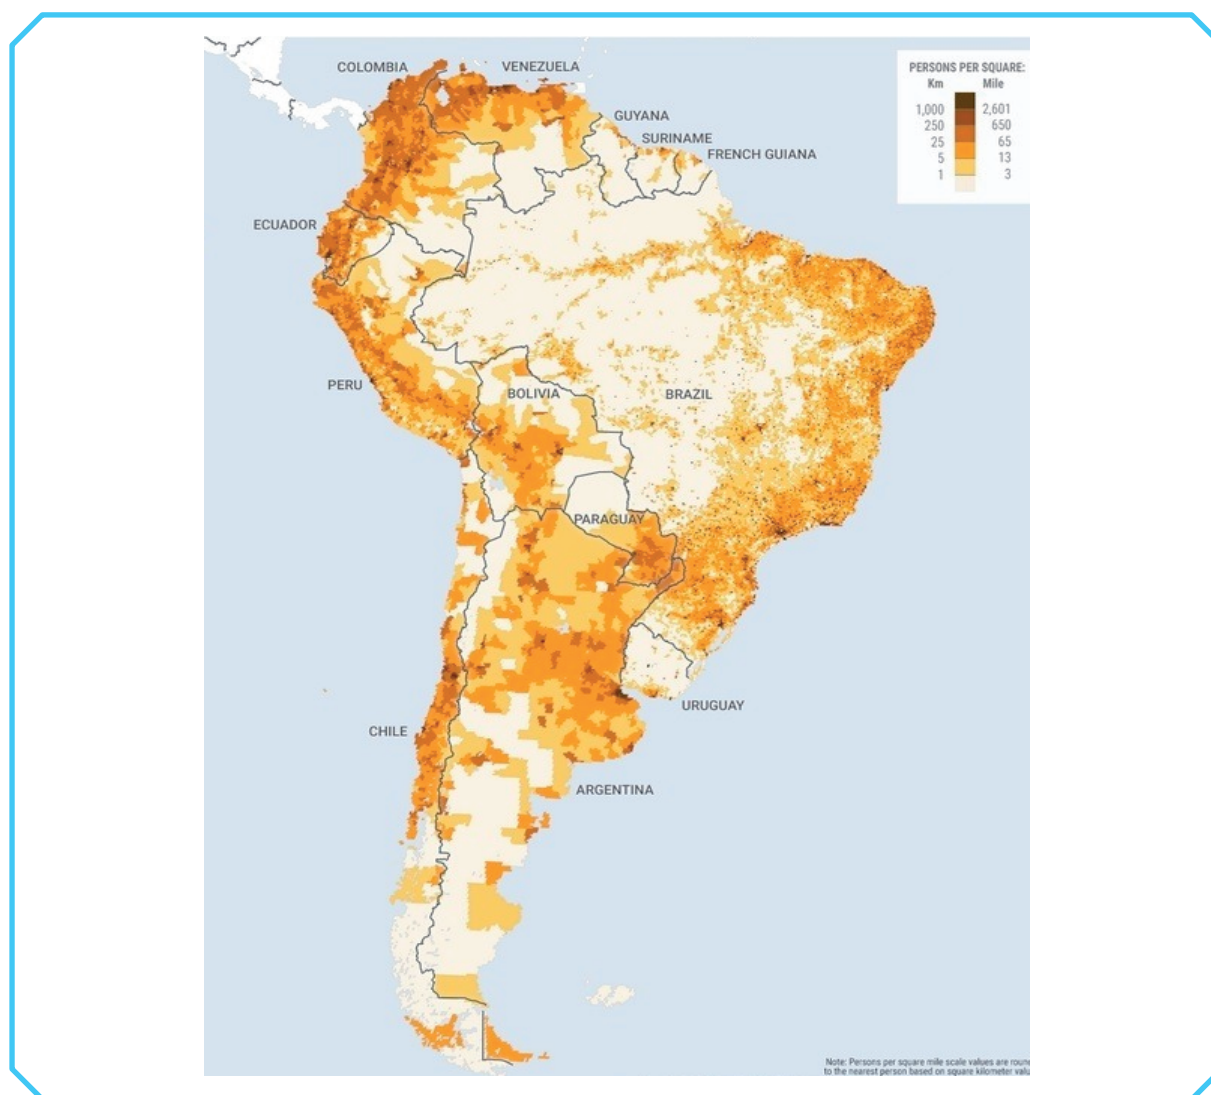 COLOMBIA
VENEZUELA
PERSONS PER SQUARE:
Km Mile
1,000 2,601
250 650
25 65
5 13
1 3
GUYANA
SURINAME
FRENCH GUIANA
ECUADOR
PERU
BOLIVIA
BRAZIL
PARAGUAY
URUGUAY
CHILE
ARGENTINA
Note: Persons per square mile scale values are roun
to the nearest person based on square kilometer valu